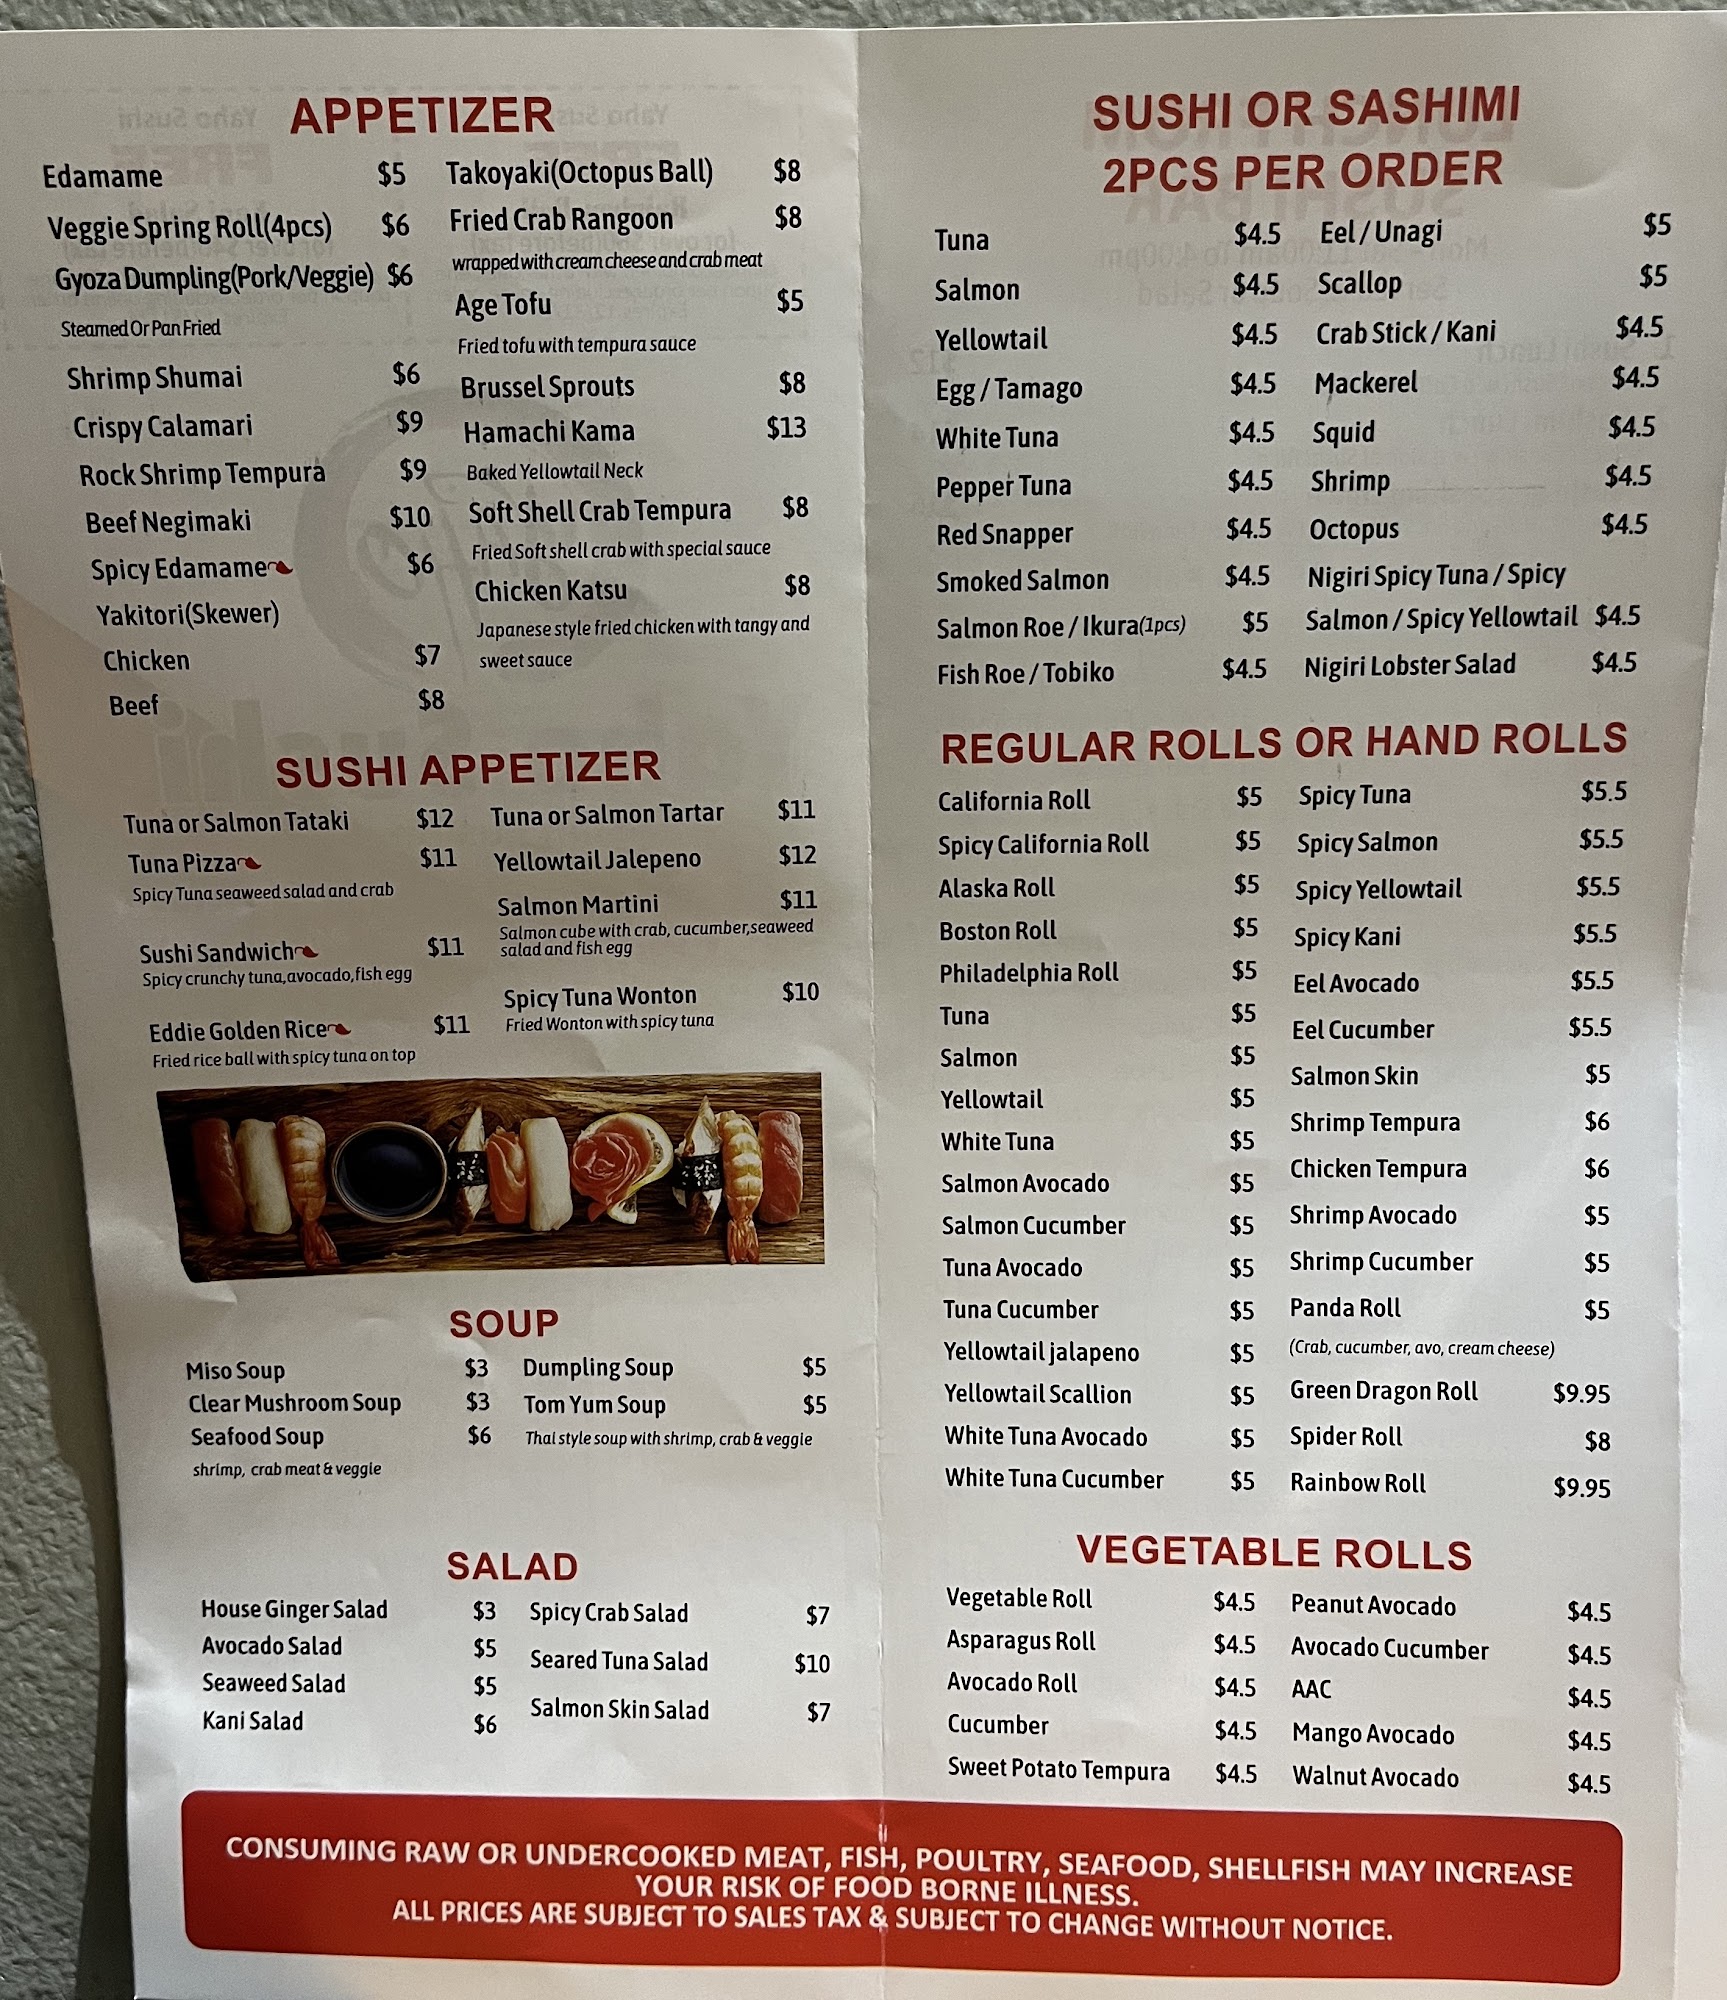 APPETIZER
Edamame $5
Veggie Spring Roll(4pcs) $6
Gyoza Dumpling(Pork/Veggie) $6
Steamed Or Pan Fried
Shrimp Shumai $6
Crispy Calamari $9
Rock Shrimp Tempura $9
Beef Negimaki $10
Spicy Edamame $6
Yakitori(Skewer)
Chicken $7
Beef $8
Takoyaki(Octopus Ball) $8
Fried Crab Rangoon $8
wrapped with cream cheese and crab meat
Age Tofu $5
Fried tofu with tempura sauce
Brussel Sprouts $8
Hamachi Kama $13
Baked Yellowtail Neck
Soft Shell Crab Tempura $8
Fried Soft shell crab with special sauce
Chicken Katsu $8
Japanese style fried chicken with tangy and
sweet sauce
SUSHI APPETIZER
Tuna or Salmon Tataki $12
Tuna Pizza $11
Spicy Tuna seaweed salad and crab
Sushi Sandwich $11
Spicy crunchy tuna,avocado,fish egg
Eddie Golden Rice $11
Fried rice ball with spicy tuna on top
Tuna or Salmon Tartar $11
Yellowtail Jalepeno $12
Salmon Martini $11
Salmon cube with crab, cucumber,seaweed
salad and fish egg
Spicy Tuna Wonton $10
Fried Wonton with spicy tuna
SOUP
Miso Soup $3
Clear Mushroom Soup $3
Seafood Soup $6
shrimp, crab meat & veggie
Dumpling Soup $5
Tom Yum Soup $5
Thai style soup with shrimp, crab & veggie
SALAD
House Ginger Salad $3
Avocado Salad $5
Seaweed Salad $5
Kani Salad $6
Spicy Crab Salad $7
Seared Tuna Salad $10
Salmon Skin Salad $7
SUSHI OR SASHIMI
2PCS PER ORDER
Tuna $4.5
Salmon $4.5
Yellowtail $4.5
Egg / Tamago $4.5
White Tuna $4.5
Pepper Tuna $4.5
Red Snapper $4.5
Smoked Salmon $4.5
Salmon Roe / Ikura(1pcs) $5
Fish Roe / Tobiko $4.5
Eel / Unagi $5
Scallop $5
Crab Stick / Kani $4.5
Mackerel $4.5
Squid $4.5
Shrimp $4.5
Octopus $4.5
Nigiri Spicy Tuna / Spicy
Salmon / Spicy Yellowtail $4.5
Nigiri Lobster Salad $4.5
REGULAR ROLLS OR HAND ROLLS
California Roll $5
Spicy California Roll $5
Alaska Roll $5
Boston Roll $5
Philadelphia Roll $5
Tuna $5
Salmon $5
Yellowtail $5
White Tuna $5
Salmon Avocado $5
Salmon Cucumber $5
Tuna Avocado $5
Tuna Cucumber $5
Yellowtail jalapeno $5
Yellowtail Scallion $5
White Tuna Avocado $5
White Tuna Cucumber $5
Spicy Tuna $5.5
Spicy Salmon $5.5
Spicy Yellowtail $5.5
Spicy Kani $5.5
Eel Avocado $5.5
Eel Cucumber $5.5
Salmon Skin $5
Shrimp Tempura $6
Chicken Tempura $6
Shrimp Avocado $5
Shrimp Cucumber $5
Panda Roll $5
(Crab, cucumber, avo, cream cheese)
Green Dragon Roll $9.95
Spider Roll $8
Rainbow Roll $9.95
VEGETABLE ROLLS
Vegetable Roll $4.5
Asparagus Roll $4.5
Avocado Roll $4.5
Cucumber $4.5
Sweet Potato Tempura $4.5
Peanut Avocado $4.5
Avocado Cucumber $4.5
AAC $4.5
Mango Avocado $4.5
Walnut Avocado $4.5
CONSUMING RAW OR UNDERCOOKED MEAT, FISH, POULTRY, SEAFOOD, SHELLFISH MAY INCREASE
YOUR RISK OF FOOD BORNE ILLNESS.
ALL PRICES ARE SUBJECT TO SALES TAX & SUBJECT TO CHANGE WITHOUT NOTICE.